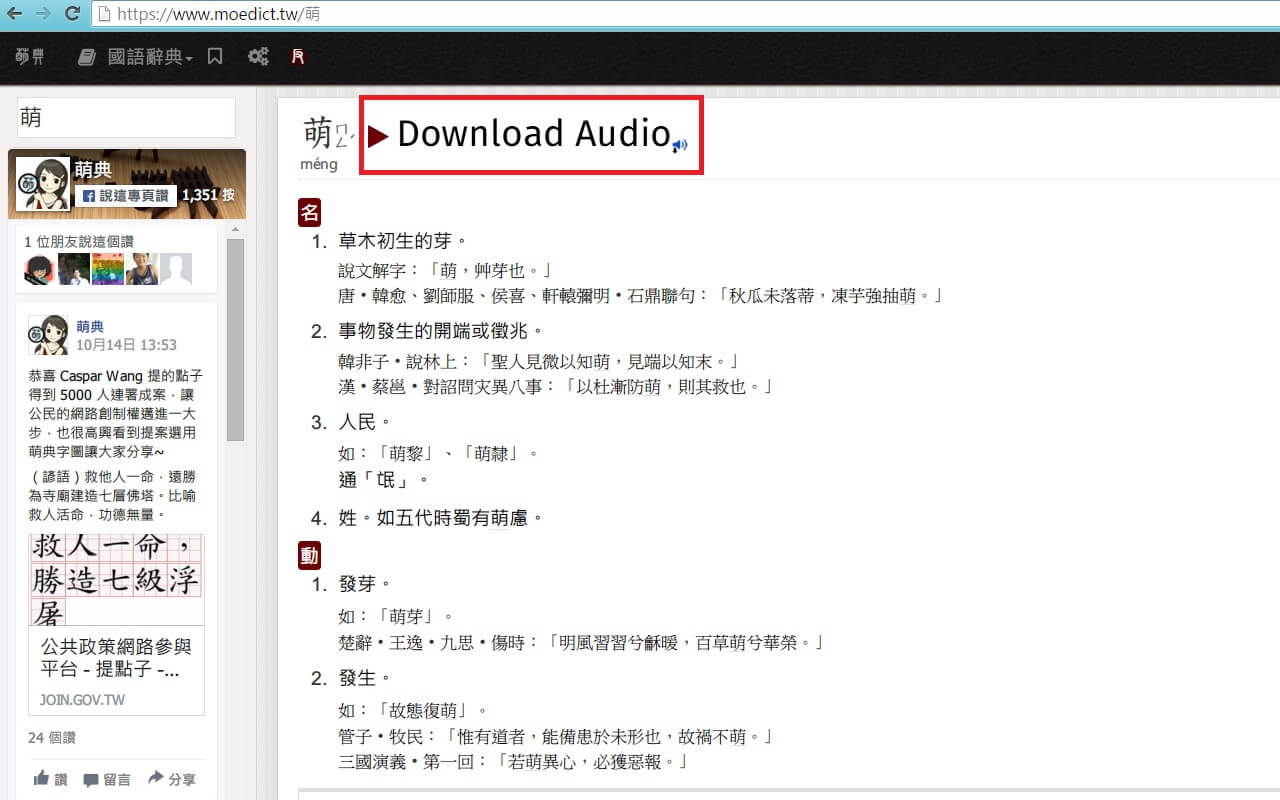 https://www.moedict.tw/萌
萌典
國語辭典
萌
萌典
說這專頁讚
1,351 按
1 位朋友說這個讚
萌典
10月14日 13:53
恭喜 Caspar Wang 提的點子
得到 5000 人連署成案，讓
公民的網路創制權邁進一大
步，也很高興看到提案選用
萌典字圖讓大家分享~
（諺語）救他人一命，遠勝
為寺廟建造七層佛塔。比喻
救人活命，功德無量。
救人一命，
勝造七級浮
屠
公共政策網路參與
平台 - 提點子 -...
JOIN.GOV.TW
24 個讚
讚 留言 分享
萌 ㄇㄥˊ
méng
Download Audio
名
1. 草木初生的芽。
說文解字：「萌，艸芽也。」
唐‧韓愈、劉師服、侯喜、軒轅彌明‧石鼎聯句：「秋瓜未落蒂，凍芋強抽萌。」
2. 事物發生的開端或徵兆。
韓非子‧說林上：「聖人見微以知萌，見端以知末。」
漢‧蔡邕‧對詔問灾異八事：「以杜漸防萌，則其救也。」
3. 人民。
如：「萌黎」、「萌隸」。
通「氓」。
4. 姓。如五代時蜀有萌慮。
動
1. 發芽。
如：「萌芽」。
楚辭‧王逸‧九思‧傷時：「明風習習兮龢暖，百草萌兮華榮。」
2. 發生。
如：「故態復萌」。
管子‧牧民：「惟有道者，能備患於未形也，故禍不萌。」
三國演義‧第一回：「若萌異心，必獲惡報。」